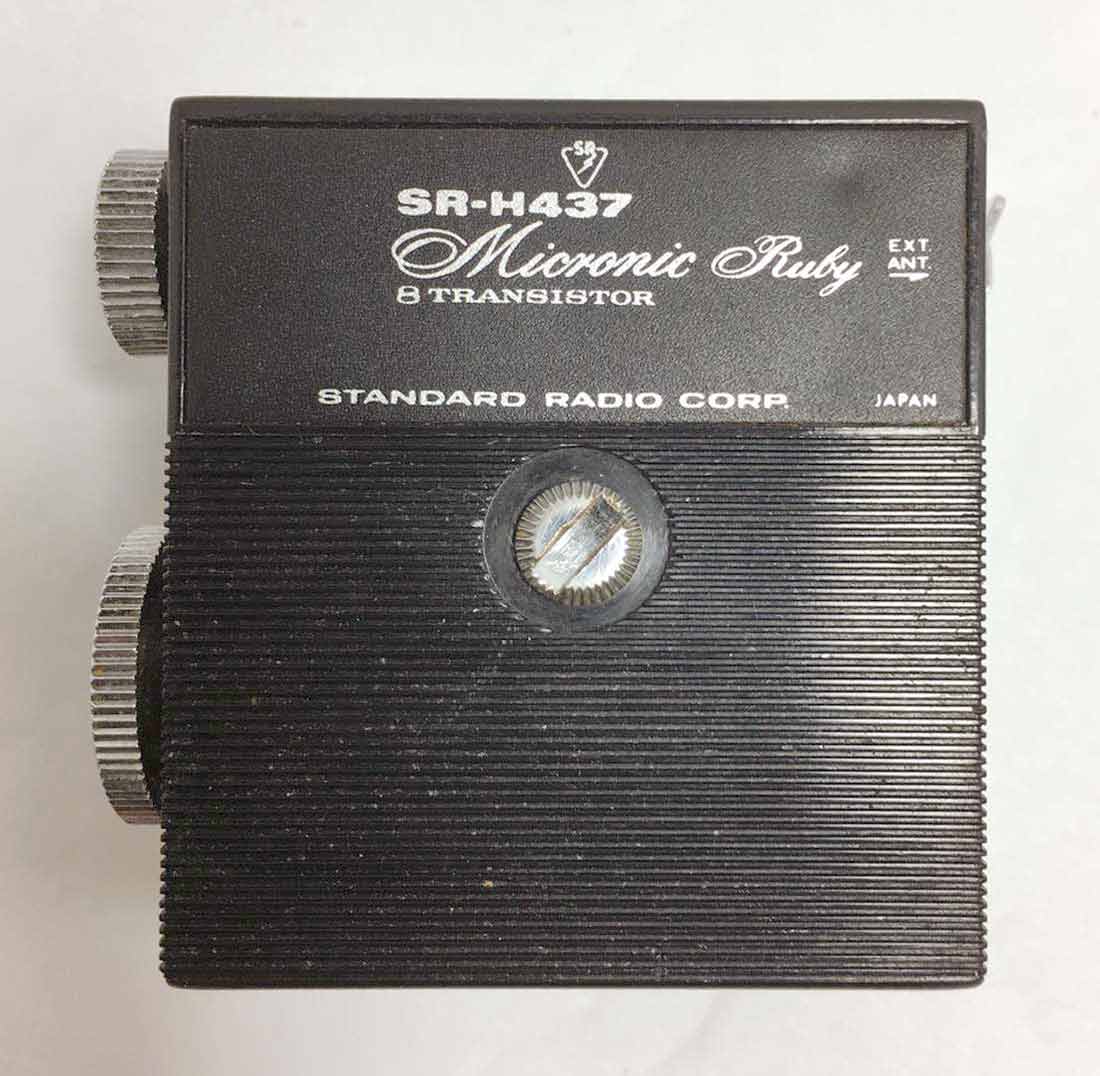 SR
SR-H437
Micronic Ruby
EXT.
ANT.
8 TRANSISTOR
STANDARD RADIO CORP.
JAPAN